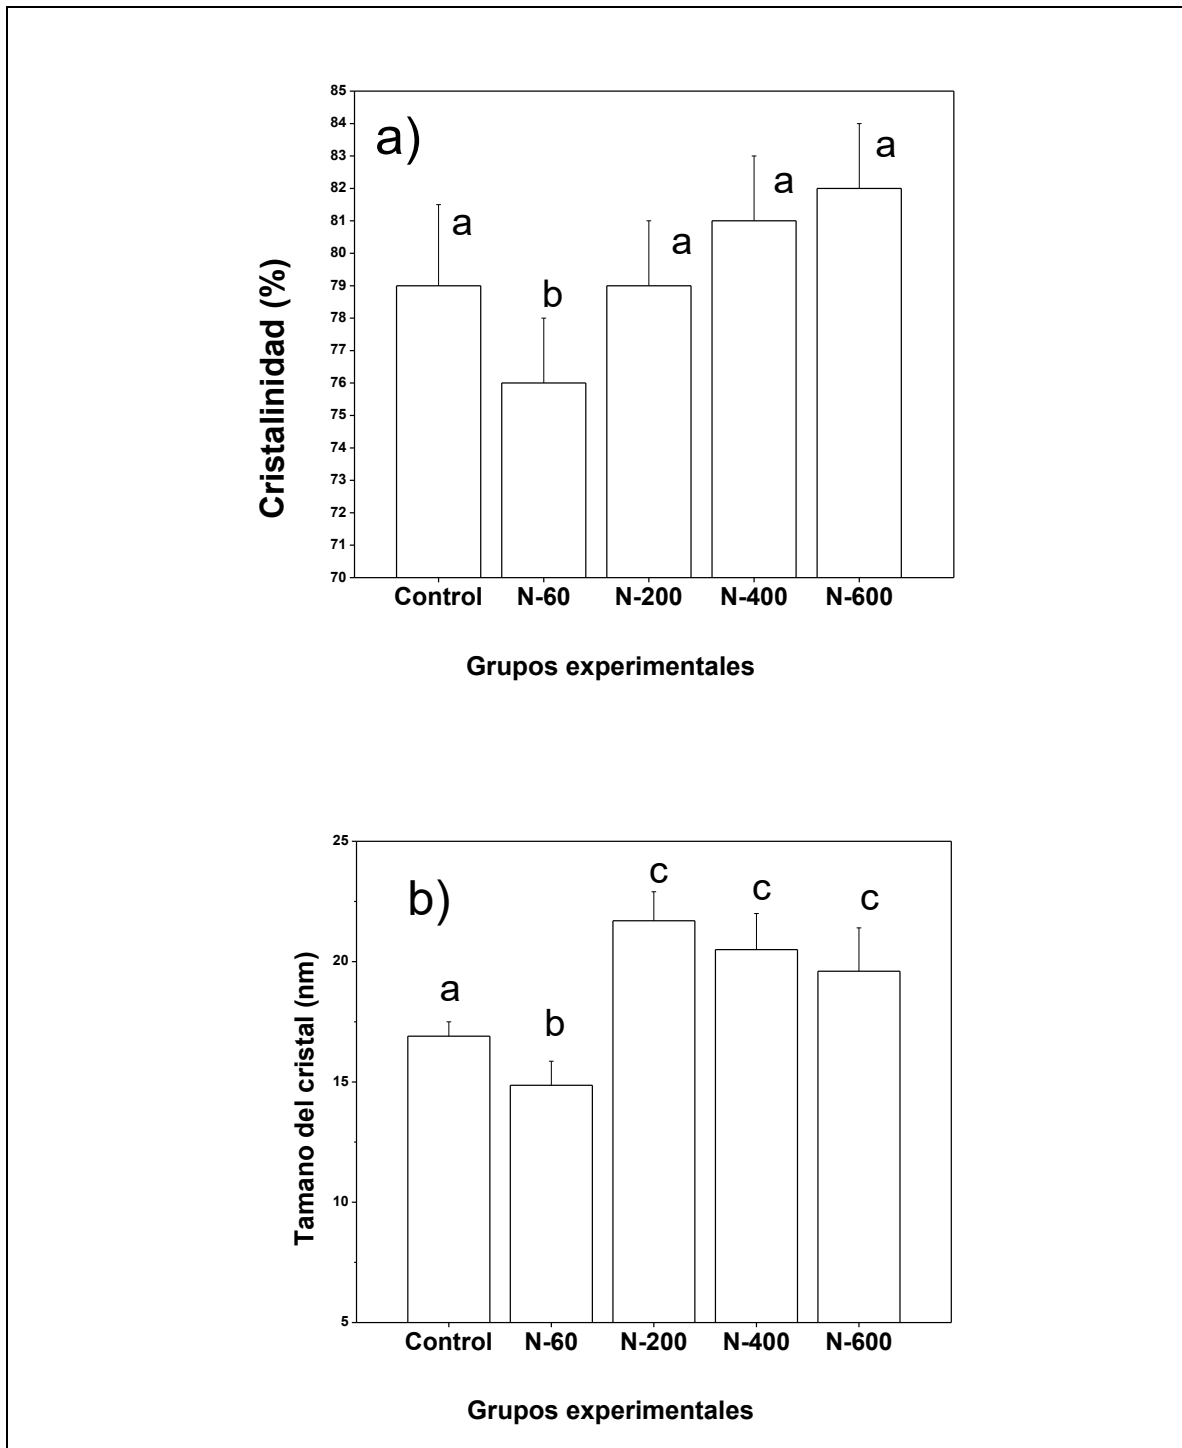 a)
85
84
83
82
81
80
79
78
77
76
75
74
73
72
71
70
Cristalinidad (%)
a
b
a
a
a
Control N-60 N-200 N-400 N-600
Grupos experimentales
b)
25
20
15
10
5
Tamano del cristal (nm)
a
b
c
c
c
Control N-60 N-200 N-400 N-600
Grupos experimentales